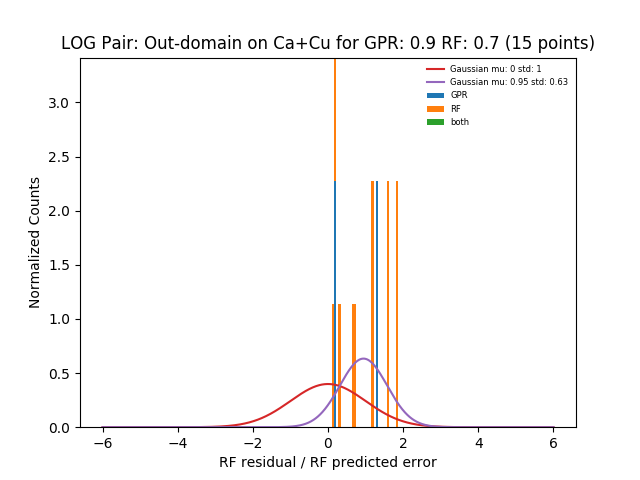 LOG Pair: Out-domain on Ca+Cu for GPR: 0.9 RF: 0.7 (15 points)
Gaussian mu: 0 std: 1
Gaussian mu: 0.95 std: 0.63
GPR
RF
both
Normalized Counts
3.0
2.5
2.0
1.5
1.0
0.5
0.0
−6 −4 −2 0 2 4 6
RF residual / RF predicted error